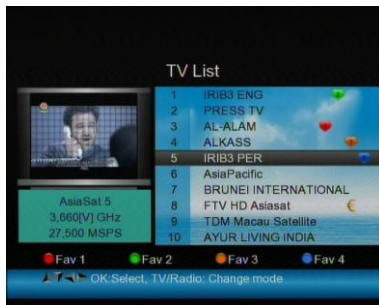 TV List
1 IRIB3 ENG
2 PRESS TV
3 AL-ALAM
4 ALKASS
5 IRIB3 PER
6 AsiaPacific
7 BRUNEI INTERNATIONAL
8 FTV HD Asiasat €
9 TDM Macau Satellite
10 AYUR LIVING INDIA
AsiaSat 5
3,660[V] GHz
27,500 MSPS
Fav 1 Fav 2 Fav 3 Fav 4
OK:Select, TV/Radio: Change mode